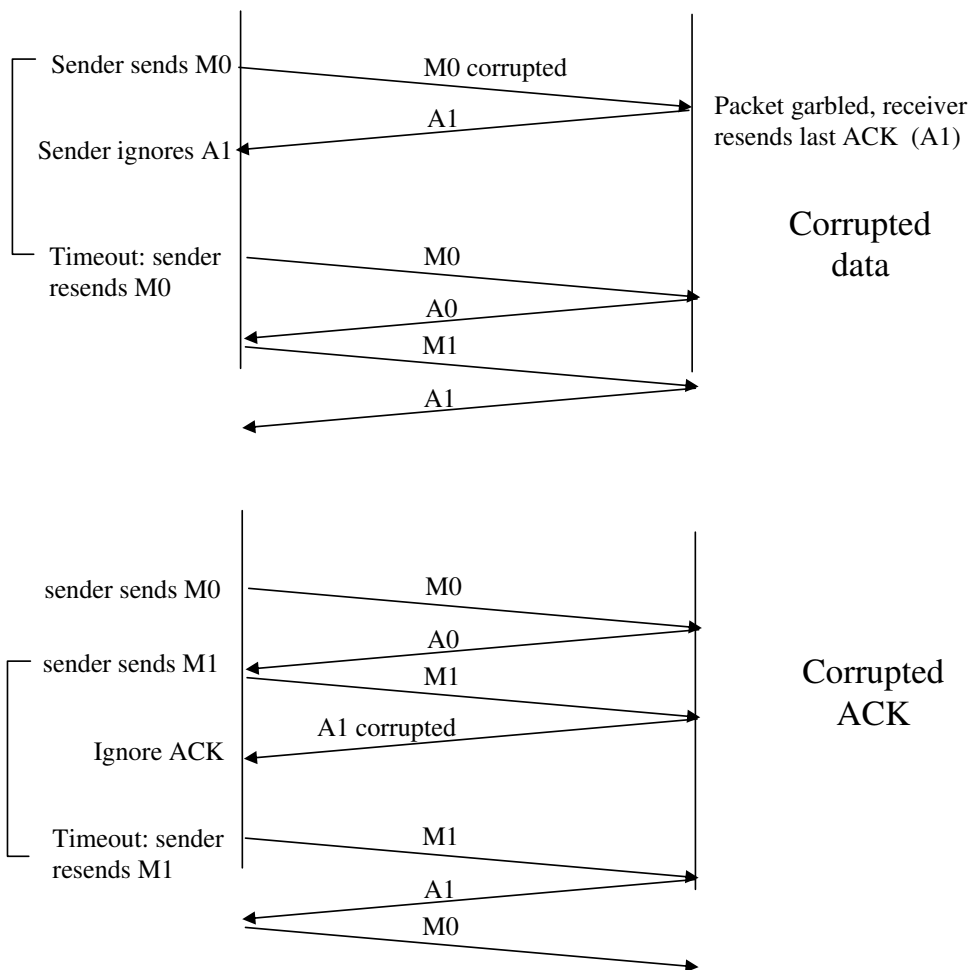 Sender sends M0
M0 corrupted
Packet garbled, receiver
resends last ACK (A1)
A1
Sender ignores A1
Corrupted
data
Timeout: sender
resends M0
M0
A0
M1
A1
sender sends M0
M0
A0
sender sends M1
M1
Corrupted
ACK
A1 corrupted
Ignore ACK
Timeout: sender
resends M1
M1
A1
M0